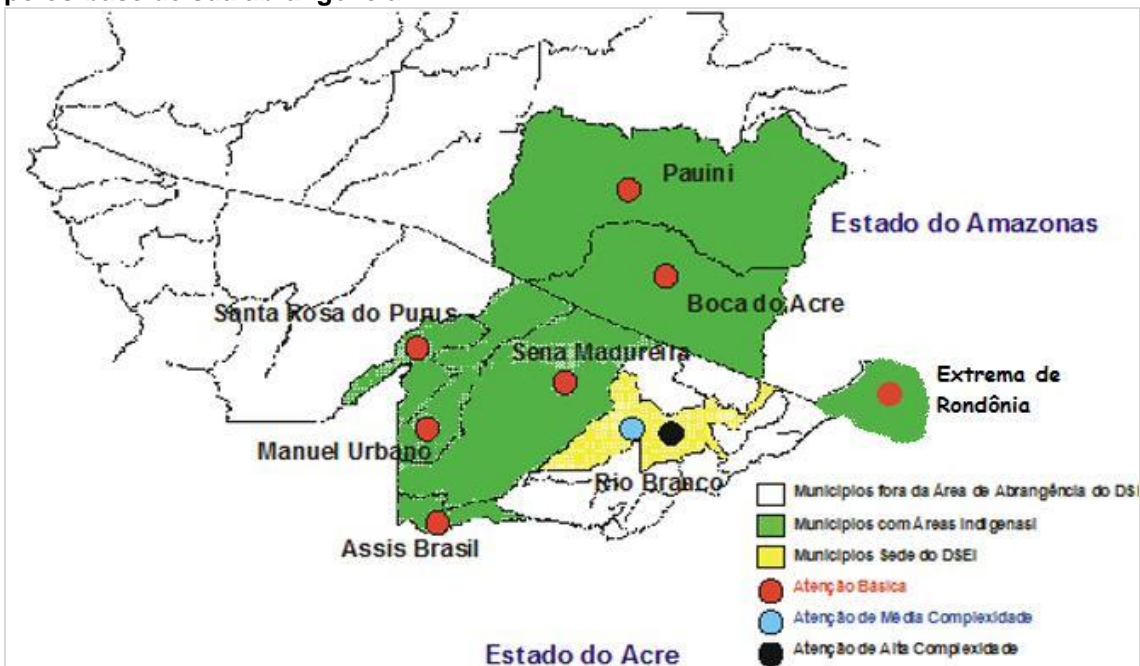 Pauini
Estado do Amazonas
Boca do Acre
Santa Rosa do Purus
Sena Madureira
Extrema de
Rondônia
Manuel Urbano
Rio Branco
Assis Brasil
Municípios fora da Área de Abrangência do DSE
Municípios com Áreas Indígenasl
Municípios Sede do DSEI
Atenção Básica
Atenção de Média Complexidade
Atenção de Alta Complexidade
Estado do Acre